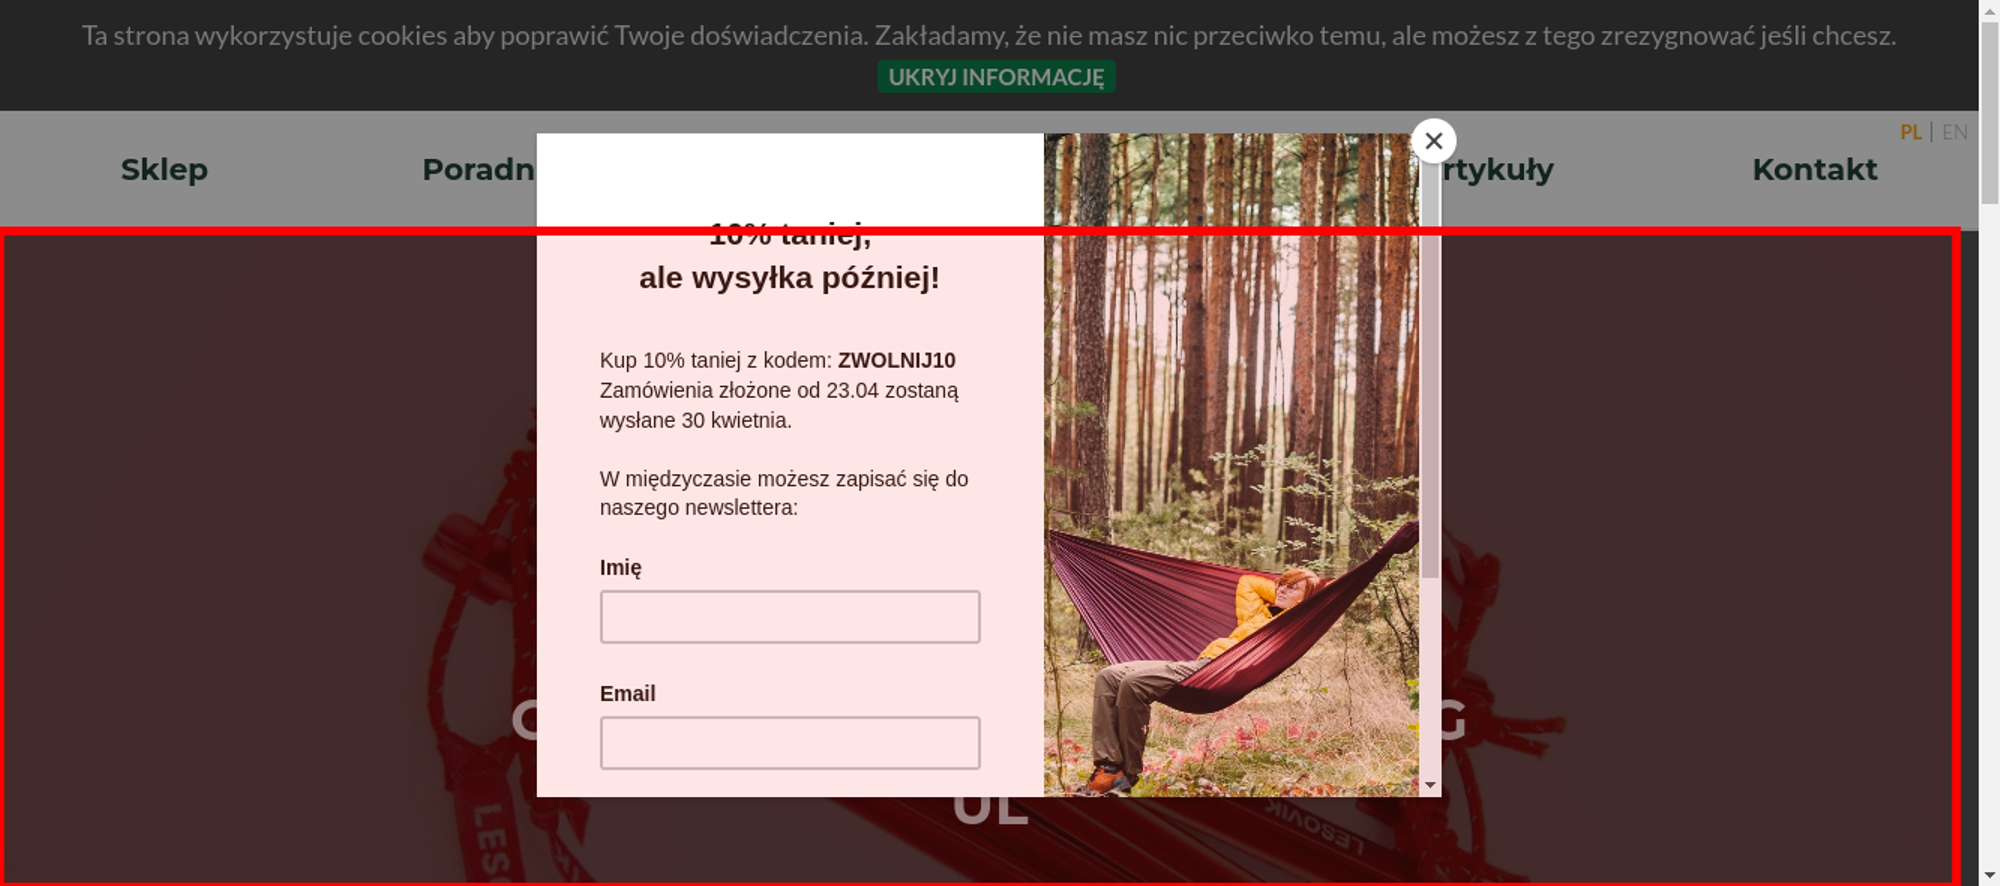 Ta strona wykorzystuje cookies aby poprawić Twoje doświadczenia. Zakładamy, że nie masz nic przeciwko temu, ale możesz z tego zrezygnować jeśli chcesz.
UKRYJ INFORMACJĘ
PL | EN
Sklep
Poradn
rtykuły
Kontakt
10% taniej,
ale wysyłka później!
Kup 10% taniej z kodem: ZWOLNIJ10
Zamówienia złożone od 23.04 zostaną
wysłane 30 kwietnia.
W międzyczasie możesz zapisać się do
naszego newslettera:
Imię
Email
G
UL
LESOVIK